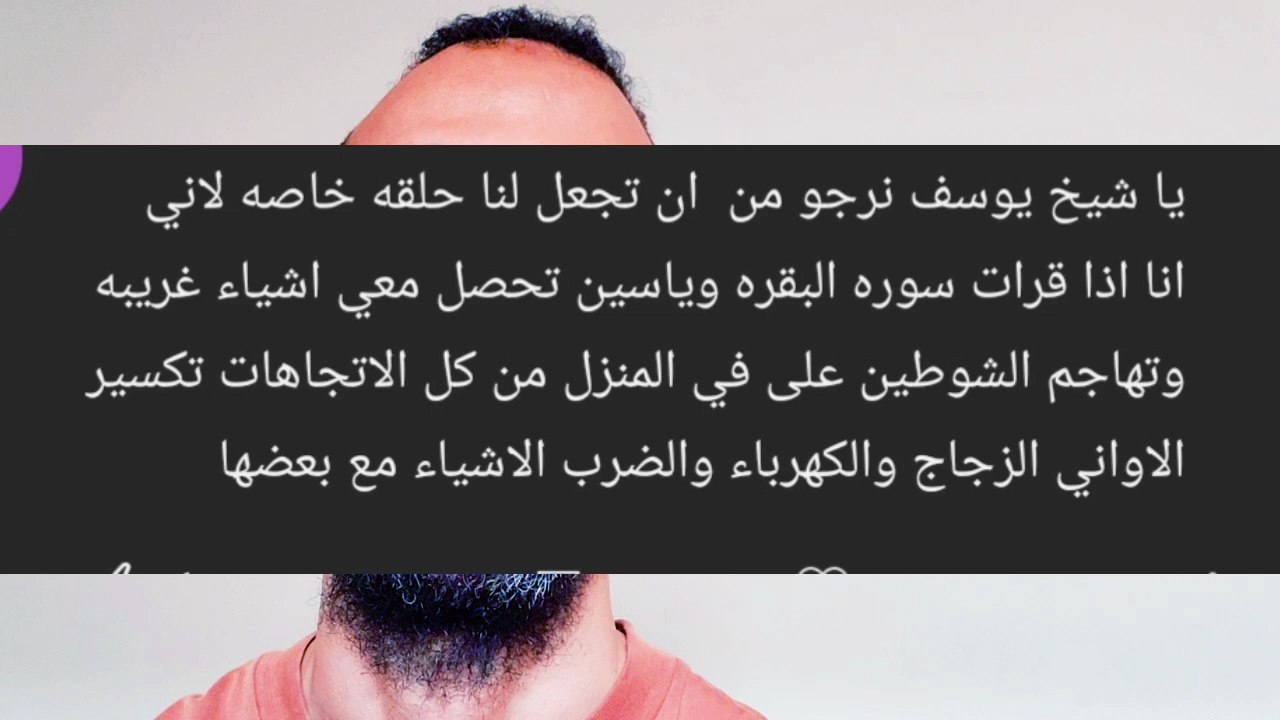 يا شيخ يوسف نرجو من ان تجعل لنا حلقه خاصه لاني
انا اذا قرات سوره البقره وياسين تحصل معي اشياء غريبه
وتهاجم الشوطين على في المنزل من كل الاتجاهات تكسير
الاواني الزجاج والكهرباء والضرب الاشياء مع بعضها